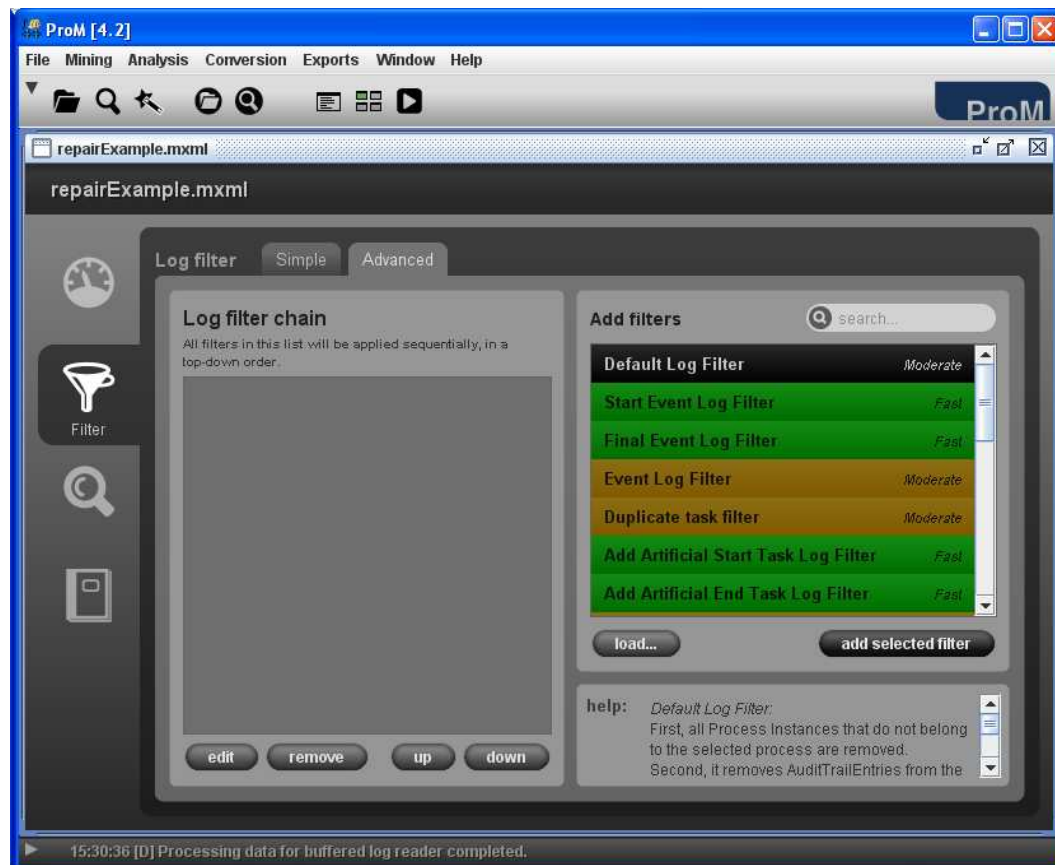 ProM [4.2]
File Mining Analysis Conversion Exports Window Help
ProM
repairExample.mxml
repairExample.mxml
Log filter Simple Advanced
Filter
Log filter chain
All filters in this list will be applied sequentially, in a
top-down order.
edit remove up down
Add filters search...
Default Log Filter Moderate
Start Event Log Filter Fast
Final Event Log Filter Fast
Event Log Filter Moderate
Duplicate task filter Moderate
Add Artificial Start Task Log Filter Fast
Add Artificial End Task Log Filter Fast
load... add selected filter
help: Default Log Filter:
First, all Process Instances that do not belong
to the selected process are removed.
Second, it removes AuditTrailEntries from the
15:30:36 [D] Processing data for buffered log reader completed.